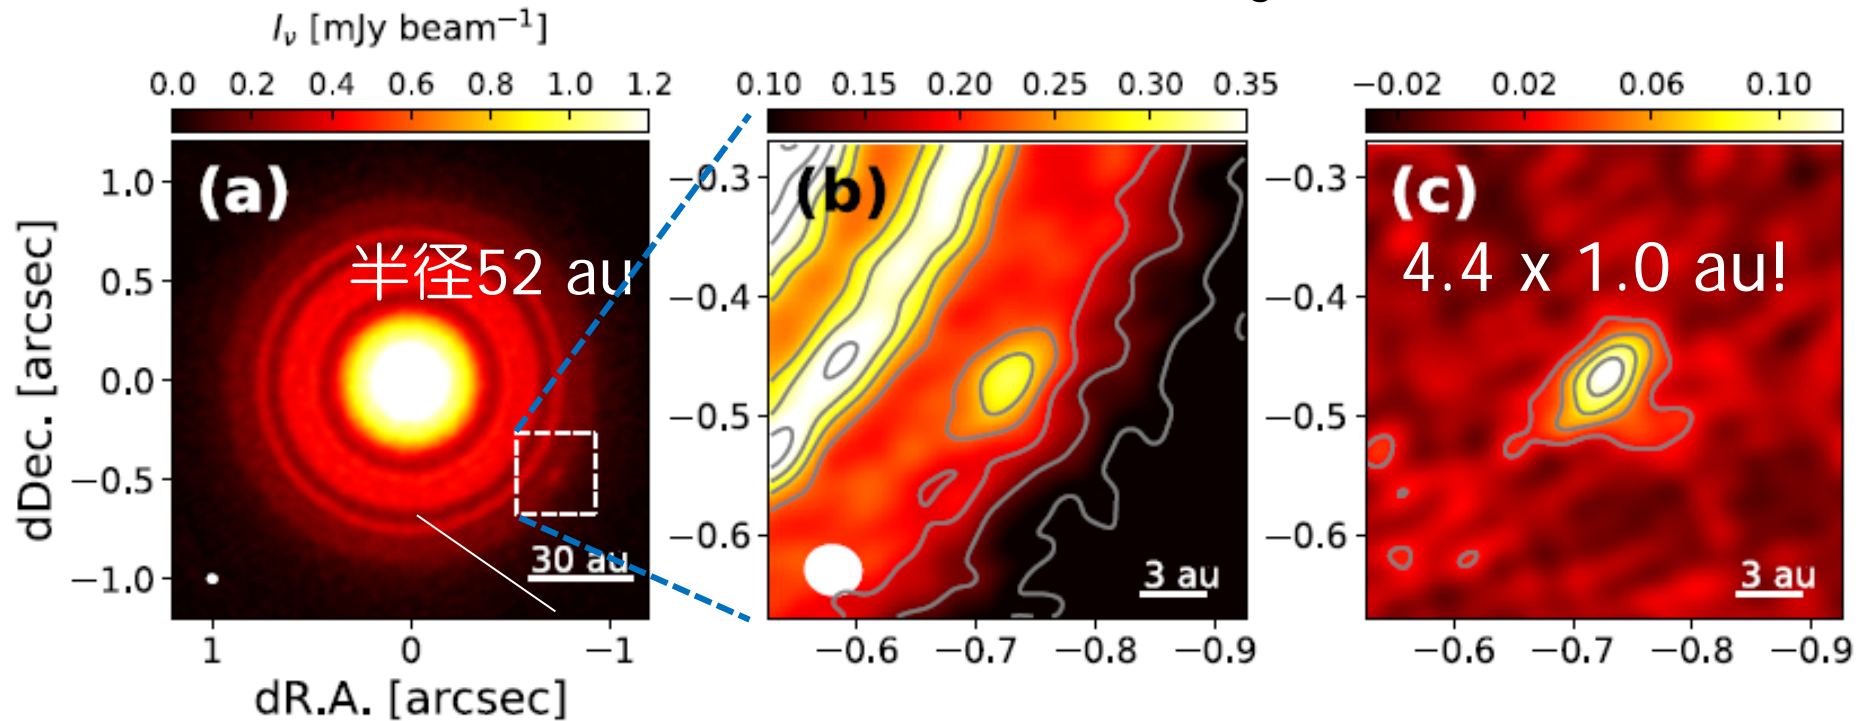 I_ν [mJy beam⁻¹]
0.0 0.2 0.4 0.6 0.8 1.0 1.2
0.10 0.15 0.20 0.25 0.30 0.35
−0.02 0.02 0.06 0.10
(a)
半径52 au
30 au
1.0
0.5
0.0
−0.5
−1.0
dDec. [arcsec]
1 0 −1
dR.A. [arcsec]
(b)
−0.3
−0.4
−0.5
−0.6
3 au
−0.6 −0.7 −0.8 −0.9
(c)
4.4 x 1.0 au!
−0.3
−0.4
−0.5
−0.6
3 au
−0.6 −0.7 −0.8 −0.9